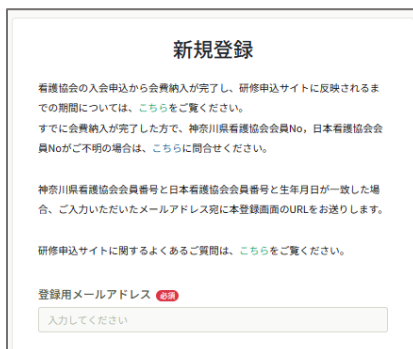 新規登録
看護協会の入会申込から会費納入が完了し、研修申込サイトに反映されるま
での期間については、こちらをご覧ください。
すでに会費納入が完了した方で、神奈川県看護協会会員No，日本看護協会会
員Noがご不明の場合は、こちらに問合せください。
神奈川県看護協会会員番号と日本看護協会会員番号と生年月日が一致した場
合、ご入力いただいたメールアドレス宛に本登録画面のURLをお送りします。
研修申込サイトに関するよくあるご質問は、こちらをご覧ください。
登録用メールアドレス 必須
入力してください